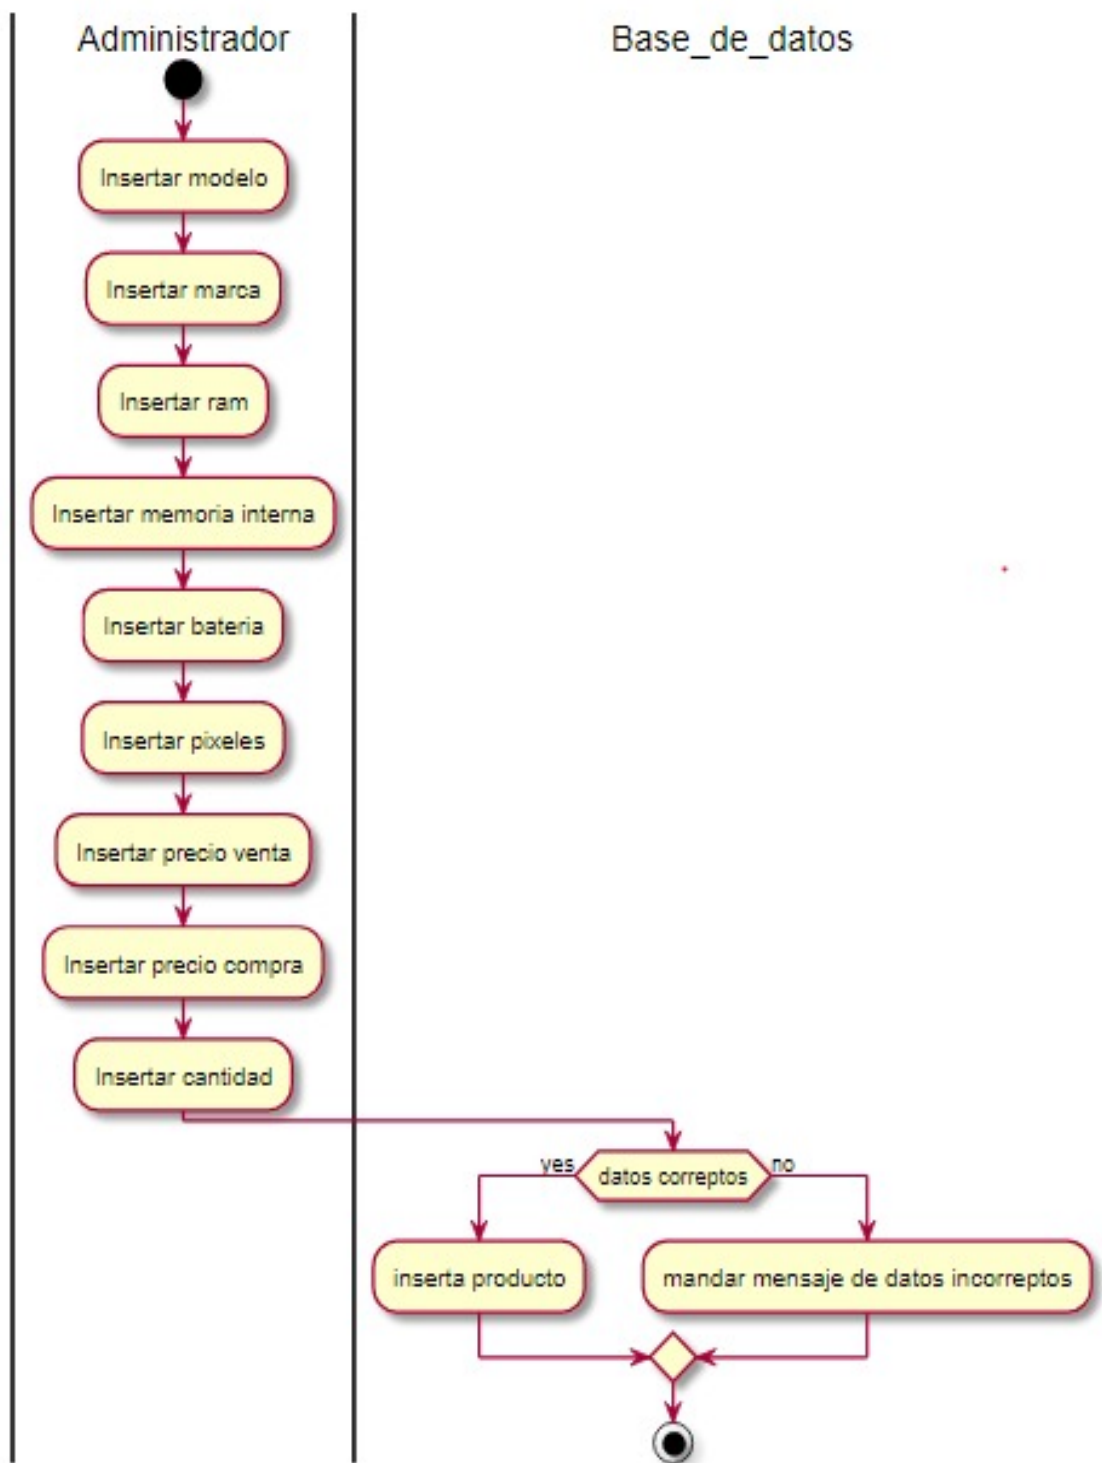 Administrador
Base_de_datos
Insertar modelo
Insertar marca
Insertar ram
Insertar memoria interna
Insertar bateria
Insertar pixeles
Insertar precio venta
Insertar precio compra
Insertar cantidad
yes
datos correptos
no
inserta producto
mandar mensaje de datos incorreptos